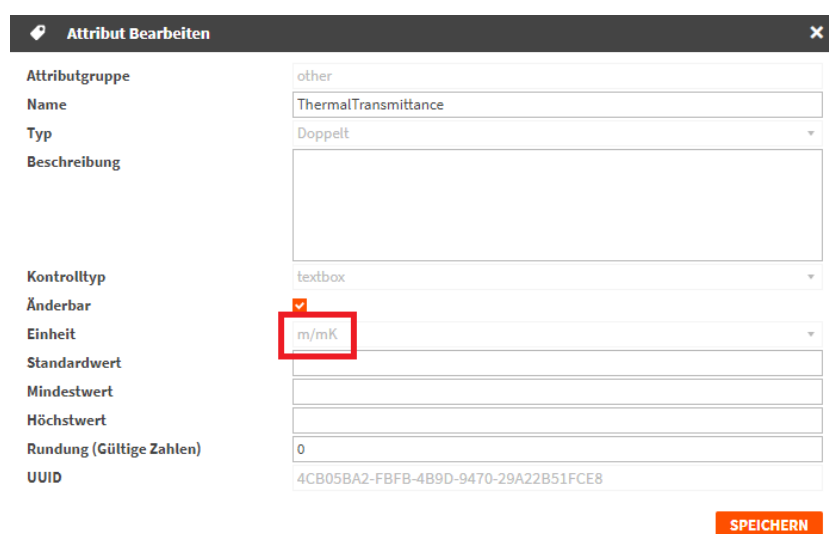 Attribut Bearbeiten
Attributgruppe other
Name ThermalTransmittance
Typ Doppelt
Beschreibung
Kontrolltyp textbox
Änderbar
Einheit m/mK
Standardwert
Mindestwert
Höchstwert
Rundung (Gültige Zahlen) 0
UUID 4CB05BA2-FBFB-4B9D-9470-29A22B51FCE8
SPEICHERN